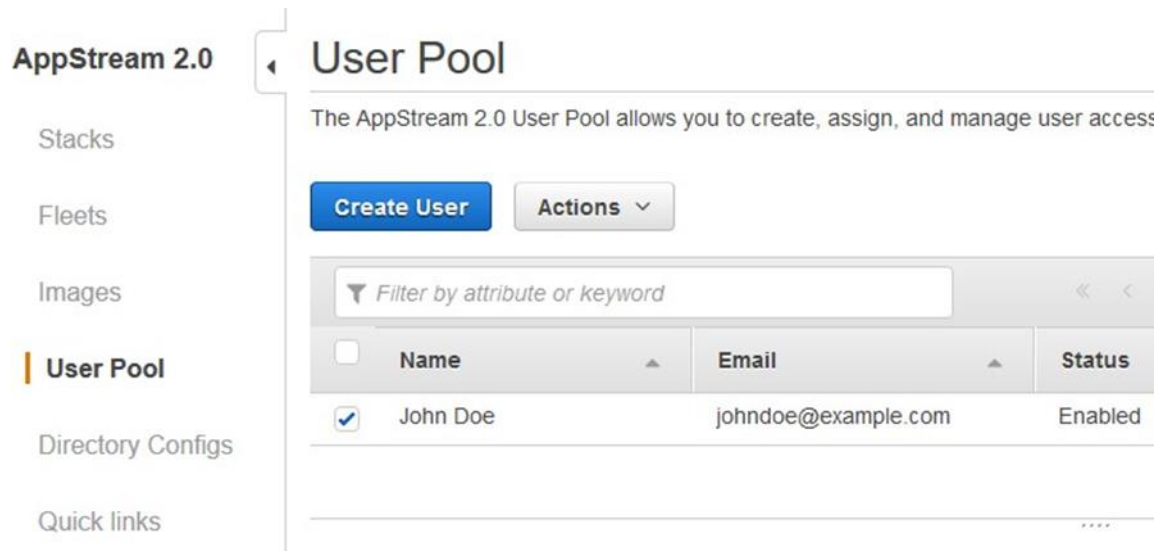 AppStream 2.0
Stacks
Fleets
Images
User Pool
Directory Configs
Quick links
User Pool
The AppStream 2.0 User Pool allows you to create, assign, and manage user access
Create User Actions
Filter by attribute or keyword
Name Email Status
John Doe johndoe@example.com Enabled